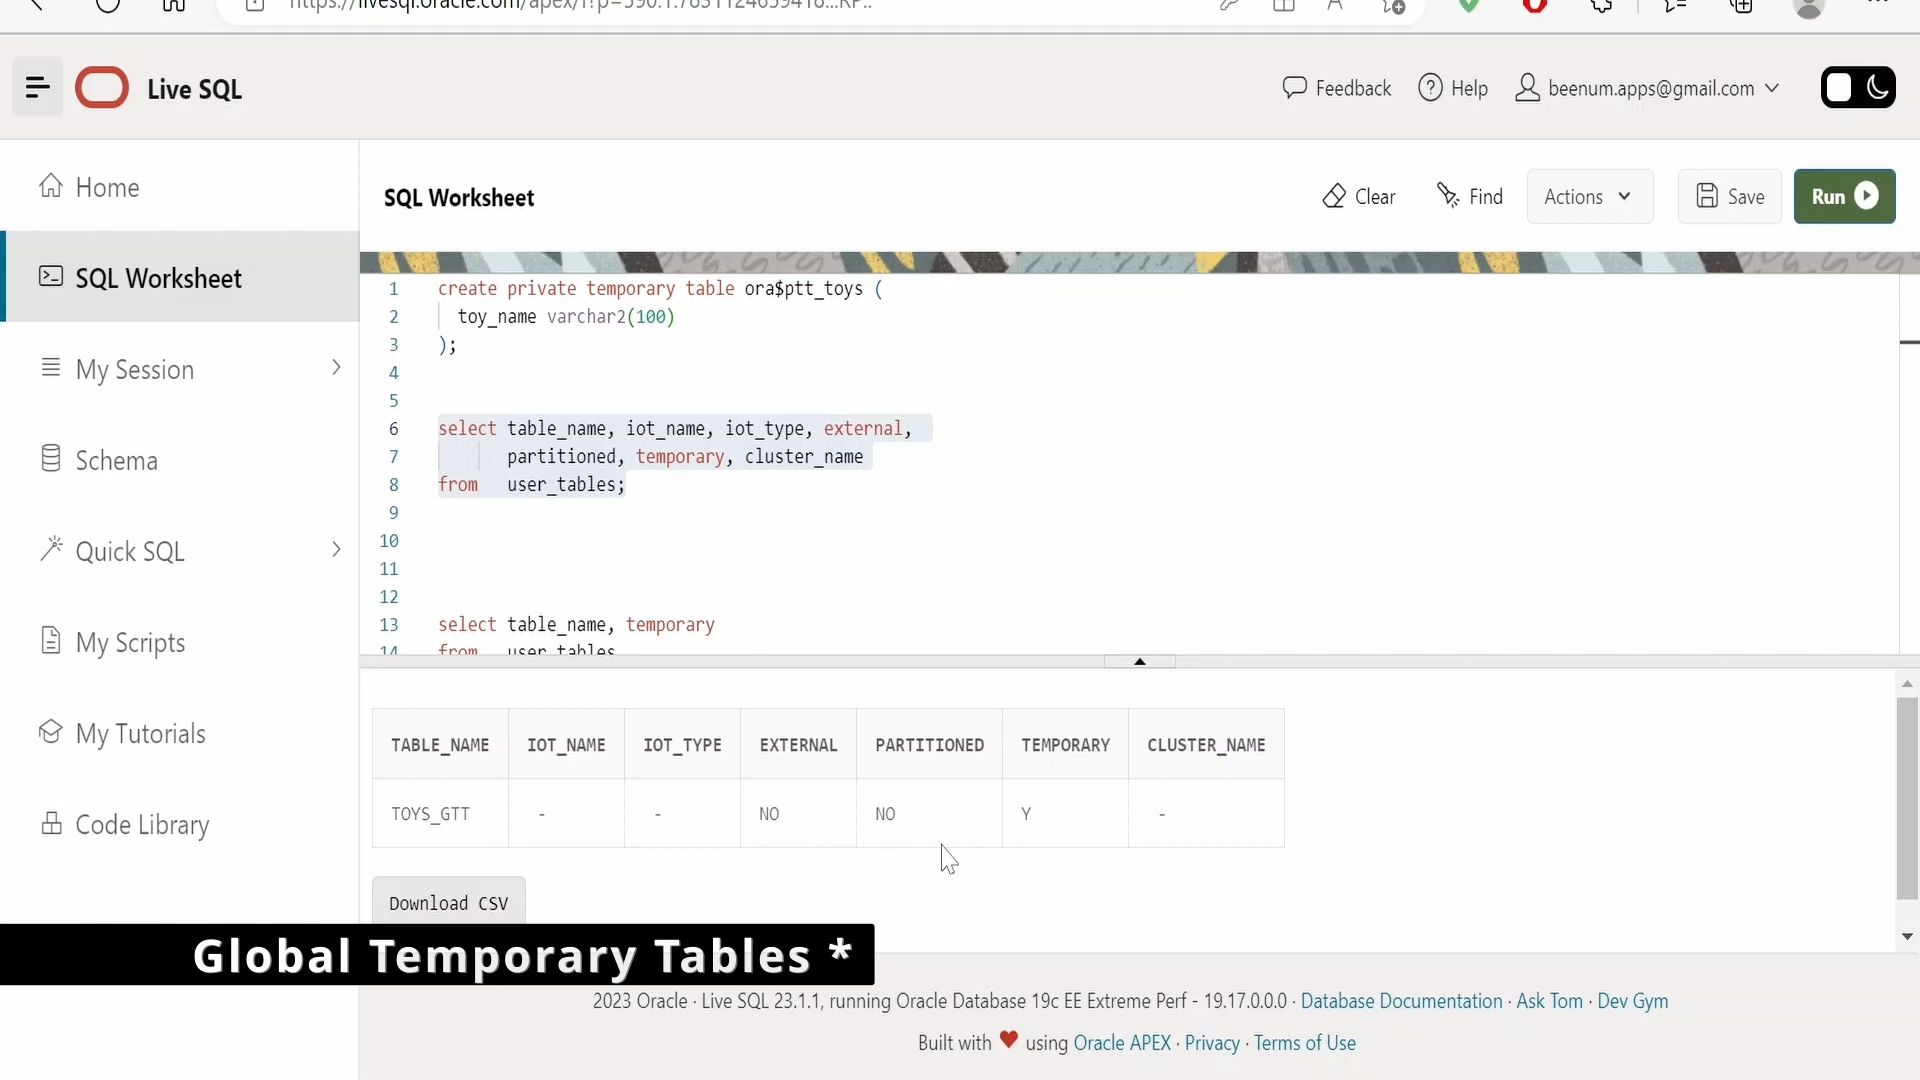 Live SQL
Feedback
Help
beenum.apps@gmail.com
Home
SQL Worksheet
My Session
Schema
Quick SQL
My Scripts
My Tutorials
Code Library
SQL Worksheet
Clear
Find
Actions
Save
Run
1 create private temporary table ora$ptt_toys (
2 toy_name varchar2(100)
3 );
4
5
6 select table_name, iot_name, iot_type, external,
7 partitioned, temporary, cluster_name
8 from user_tables;
9
10
11
12
13 select table_name, temporary
14 from user_tables
TABLE_NAME IOT_NAME IOT_TYPE EXTERNAL PARTITIONED TEMPORARY CLUSTER_NAME
TOYS_GTT - - NO NO Y -
Download CSV
Global Temporary Tables *
2023 Oracle · Live SQL 23.1.1, running Oracle Database 19c EE Extreme Perf - 19.17.0.0.0 · Database Documentation · Ask Tom · Dev Gym
Built with ♥ using Oracle APEX · Privacy · Terms of Use